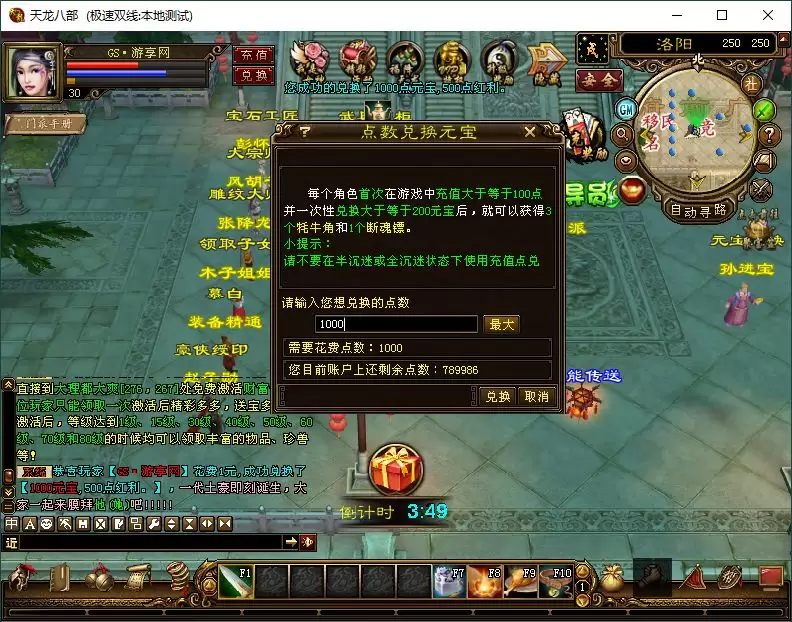 天龙八部 (极速双线:本地测试)
GS·游享网
30
充值
兑换
洛阳 250 250
安全
北
GM
自动寻路
门派手册
您成功的兑换了1000点元宝,500点红利。
宝石工匠
大宗师
雕纹大师
张降龙
木子姐姐
慕白
装备精通
豪侠绶印
导员
派
孙进宝
能传送
点数兑换元宝
每个角色首次在游戏中充值大于等于100点
并一次性兑换大于等于200元宝后，就可以获得3
个牦牛角和1个断魂镖。
小提示：
请不要在半沉迷或全沉迷状态下使用充值点兑
请输入您想兑换的点数
1000
最大
需要花费点数：1000
您目前账户上还剩余点数：789986
兑换 取消
直接到大理都大爽[276，267]处免费激活财富
位玩家只能领取一次激活后精彩多多，送宝多
激活后，等级达到1级、15级、30级、40级、50级、60
级、70级和80级的时候均可以领取丰富的物品、珍兽
等！
系统 恭喜玩家【GS·游享网】花费1元,成功兑换了
【1000元宝,500点红利。】,一代土豪即刻诞生，大
家一起来膜拜他(她)吧!!!!!
倒计时 3:49
近
F1 F7 F8 F9 F10
1